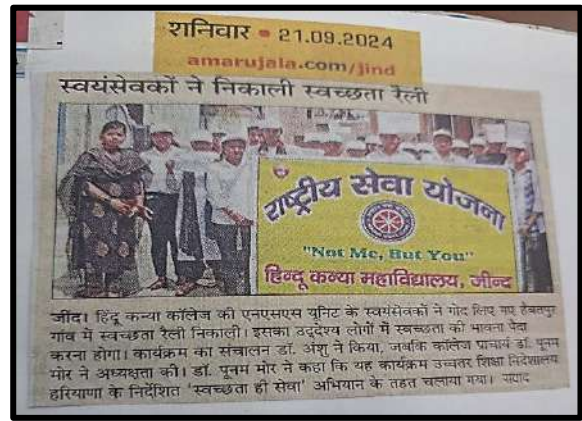 शनिवार • 21.09.2024
amarujala.com/jind
स्वयंसेवकों ने निकाली स्वच्छता रैली
राष्ट्रीय सेवा योजना
"Not Me, But You"
हिन्दू कन्या महाविद्यालय, जीन्द
जींद। हिंदू कन्या कॉलेज की एनएसएस यूनिट के स्वयंसेवकों ने गोद लिए गए हैबतपुर
गांव में स्वच्छता रैली निकाली। इसका उद्देश्य लोगों में स्वच्छता की भावना पैदा
करना होगा। कार्यक्रम का संचालन डॉ. अंशु ने किया, जबकि कॉलेज प्राचार्य डॉ. पूनम
मोर ने अध्यक्षता की। डॉ. पूनम मोर ने कहा कि यह कार्यक्रम उच्चतर शिक्षा निदेशालय
हरियाणा के निर्देशित 'स्वच्छता ही सेवा' अभियान के तहत चलाया गया। संवाद